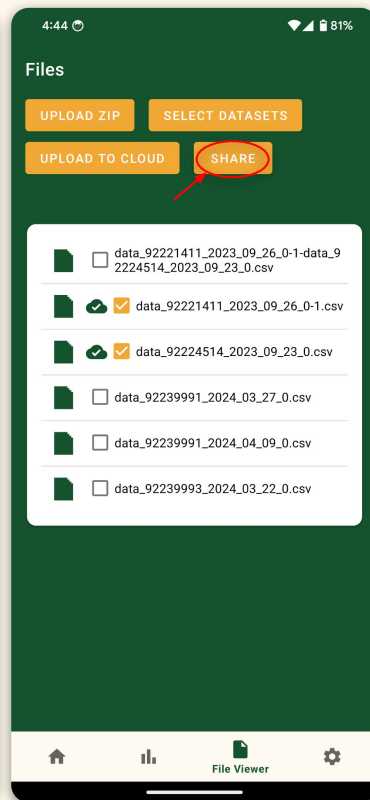 4:44
81%
Files
UPLOAD ZIP
SELECT DATASETS
UPLOAD TO CLOUD
SHARE
data_92221411_2023_09_26_0-1-data_9
2224514_2023_09_23_0.csv
data_92221411_2023_09_26_0-1.csv
data_92224514_2023_09_23_0.csv
data_92239991_2024_03_27_0.csv
data_92239991_2024_04_09_0.csv
data_92239993_2024_03_22_0.csv
File Viewer